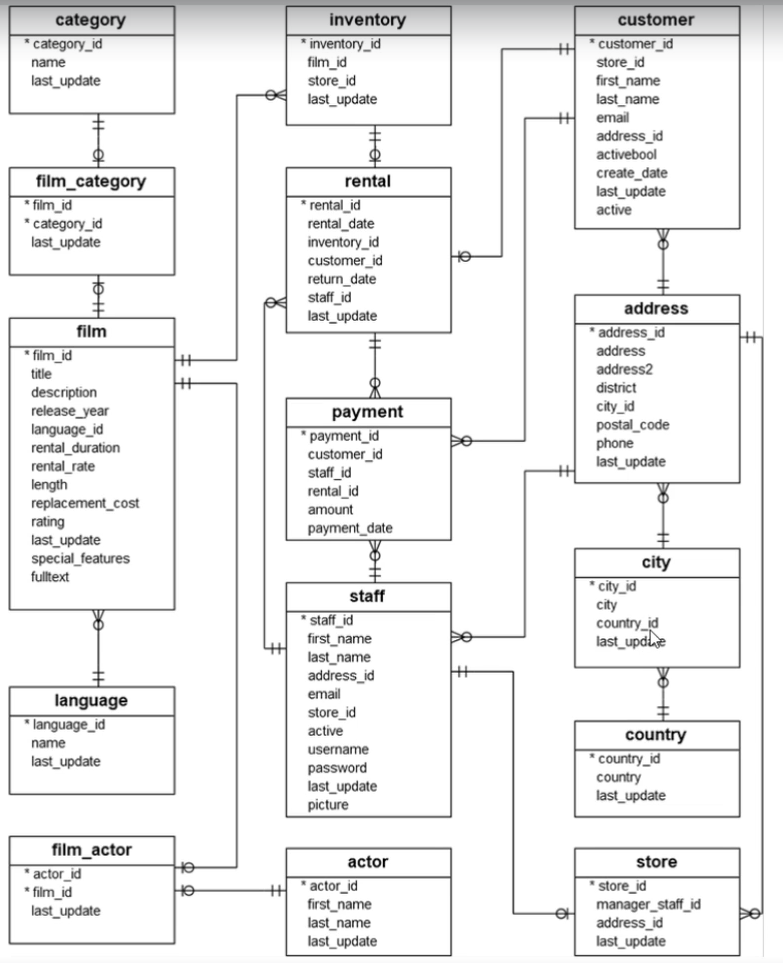 category
* category_id
name
last_update
film_category
* film_id
* category_id
last_update
film
* film_id
title
description
release_year
language_id
rental_duration
rental_rate
length
replacement_cost
rating
last_update
special_features
fulltext
language
* language_id
name
last_update
film_actor
* actor_id
* film_id
last_update
inventory
* inventory_id
film_id
store_id
last_update
rental
* rental_id
rental_date
inventory_id
customer_id
return_date
staff_id
last_update
payment
* payment_id
customer_id
staff_id
rental_id
amount
payment_date
staff
* staff_id
first_name
last_name
address_id
email
store_id
active
username
password
last_update
picture
actor
* actor_id
first_name
last_name
last_update
customer
* customer_id
store_id
first_name
last_name
email
address_id
activebool
create_date
last_update
active
address
* address_id
address
address2
district
city_id
postal_code
phone
last_update
city
* city_id
city
country_id
last_update
country
* country_id
country
last_update
store
* store_id
manager_staff_id
address_id
last_update